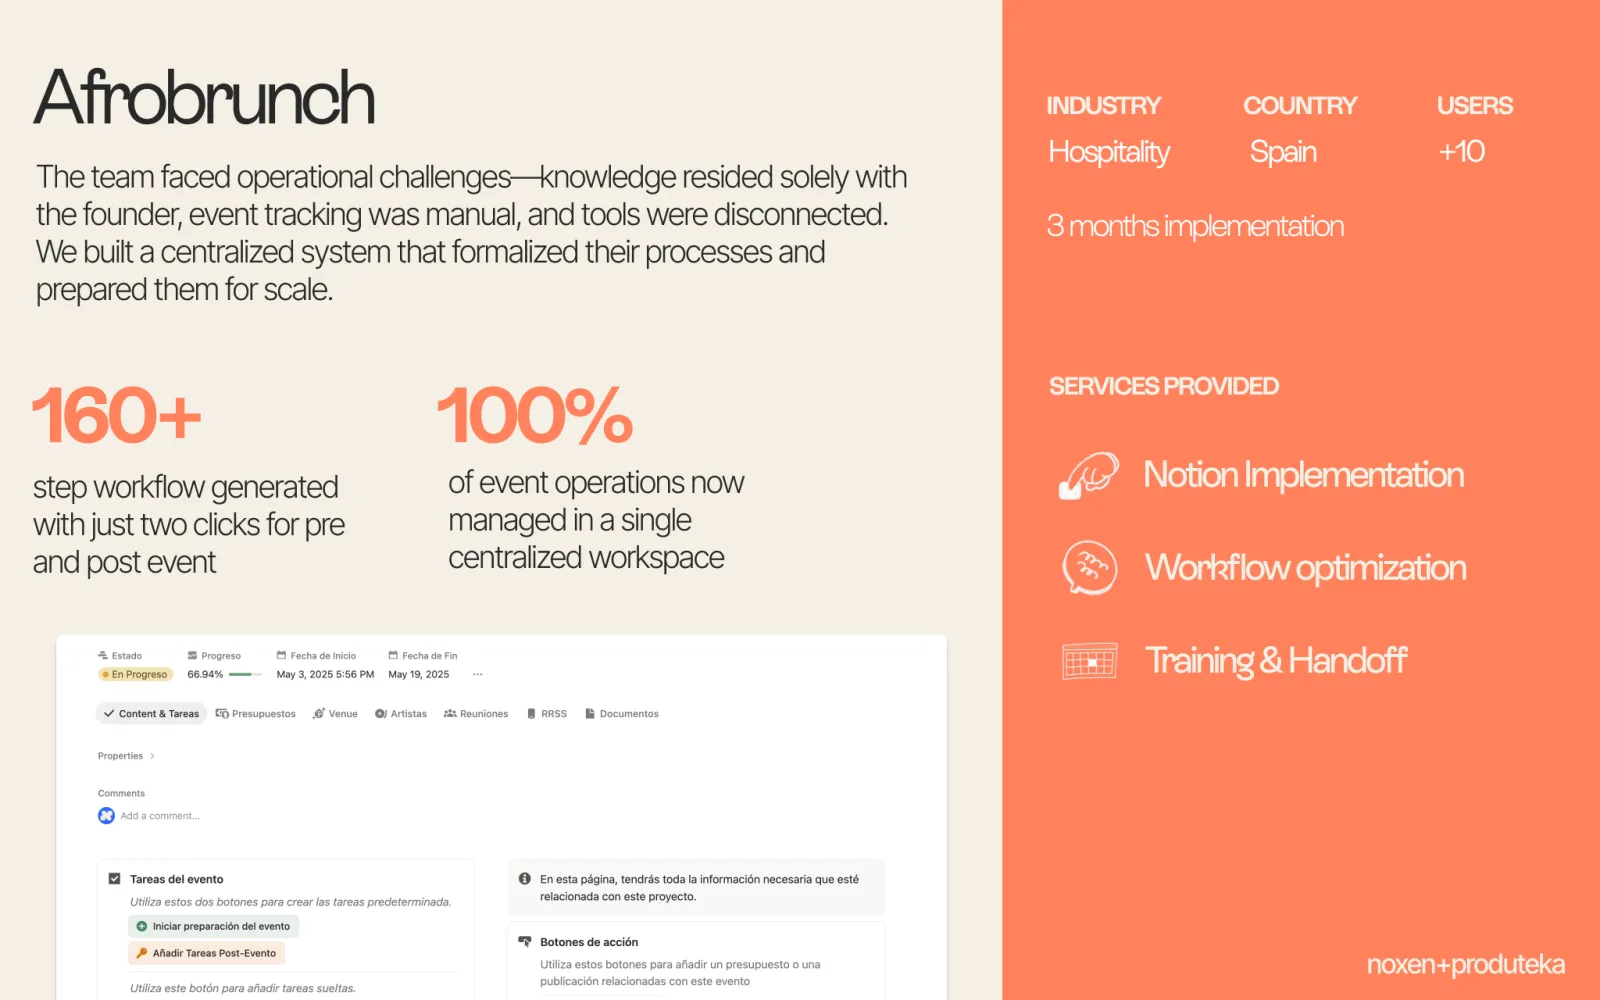 Afrobrunch
The team faced operational challenges—knowledge resided solely with
the founder, event tracking was manual, and tools were disconnected.
We built a centralized system that formalized their processes and
prepared them for scale.
160+
step workflow generated
with just two clicks for pre
and post event
100%
of event operations now
managed in a single
centralized workspace
Estado Progreso Fecha de Inicio Fecha de Fin
En Progreso 66.94% May 3, 2025 5:56 PM May 19, 2025 ...
Content & Tareas Presupuestos Venue Artistas Reuniones RRSS Documentos
Properties
Comments
Add a comment...
Tareas del evento
Utiliza estos dos botones para crear las tareas predeterminada.
Iniciar preparación del evento
Añadir Tareas Post-Evento
Utiliza este botón para añadir tareas sueltas.
En esta página, tendrás toda la información necesaria que esté
relacionada con este proyecto.
Botones de acción
Utiliza estos botones para añadir un presupuesto o una
publicación relacionadas con este evento
INDUSTRY COUNTRY USERS
Hospitality Spain +10
3 months implementation
SERVICES PROVIDED
Notion Implementation
Workflow optimization
Training & Handoff
noxen+produteka